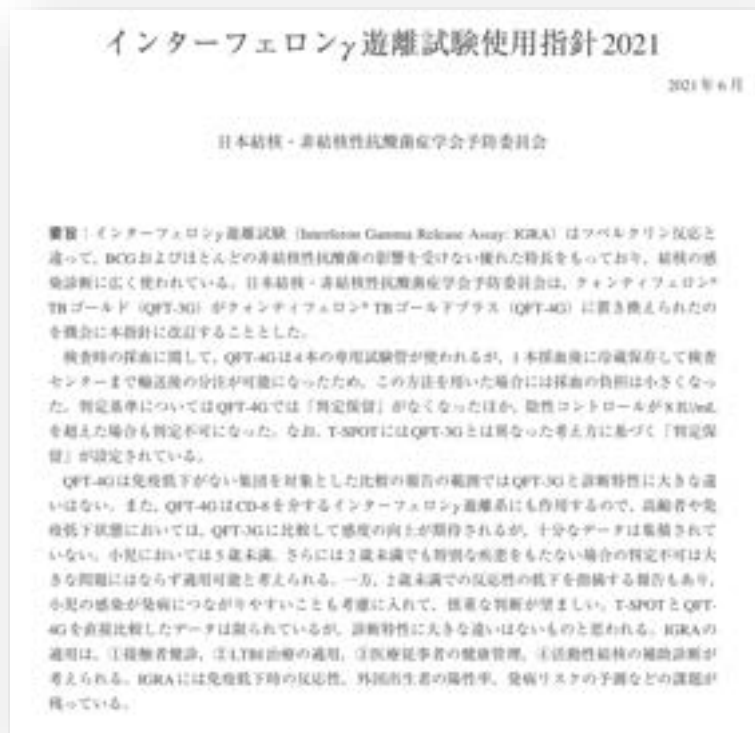 インターフェロンγ遊離試験使用指針2021
2021年6月
日本結核・非結核性抗酸菌症学会予防委員会
要旨：インターフェロンγ遊離試験（Interferon Gamma Release Assay: IGRA）はツベルクリン反応と
違って，BCGおよびほとんどの非結核性抗酸菌の影響を受けない優れた特長をもっており，結核の感
染診断に広く使われている。日本結核・非結核性抗酸菌症学会予防委員会は，クォンティフェロン®
TBゴールド（QFT-3G）がクォンティフェロン® TBゴールドプラス（QFT-4G）に置き換えられたの
を機会に本指針に改訂することとした。
検査時の採血に関して，QFT-4Gは4本の専用試験管が使われるが，1本採血後に冷蔵保存して検査
センターまで輸送後の分注が可能になったため，この方法を用いた場合には採血の負担は小さくなっ
た。判定基準についてはQFT-4Gでは「判定保留」がなくなったほか，陰性コントロールが8 IU/mL
を超えた場合も判定不可になった。なお，T-SPOTにはQFT-3Gとは異なった考え方に基づく「判定保
留」が設定されている。
QFT-4Gは免疫低下がない集団を対象とした比較の報告の範囲ではQFT-3Gと診断特性に大きな違
いはない。また，QFT-4GはCD-8を介するインターフェロンγ遊離系にも作用するので，高齢者や免
疫低下状態においては，QFT-3Gに比較して感度の向上が期待されるが，十分なデータは集積されて
いない。小児においては5歳未満，さらには2歳未満でも特別な疾患をもたない場合の判定不可は大
きな問題にはならず適用可能と考えられる。一方，2歳未満での反応性の低下を指摘する報告もあり，
小児の感染が発病につながりやすいことも考慮に入れて，慎重な判断が望ましい。T-SPOTとQFT-
4Gを直接比較したデータは限られているが，診断特性に大きな違いはないものと思われる。IGRAの
適用は，①接触者健診，②LTBI治療の適用，③医療従事者の健康管理，④活動性結核の補助診断が
考えられる。IGRAには免疫低下時の反応性，外国出生者の陽性率，発病リスクの予測などの課題が
残っている。